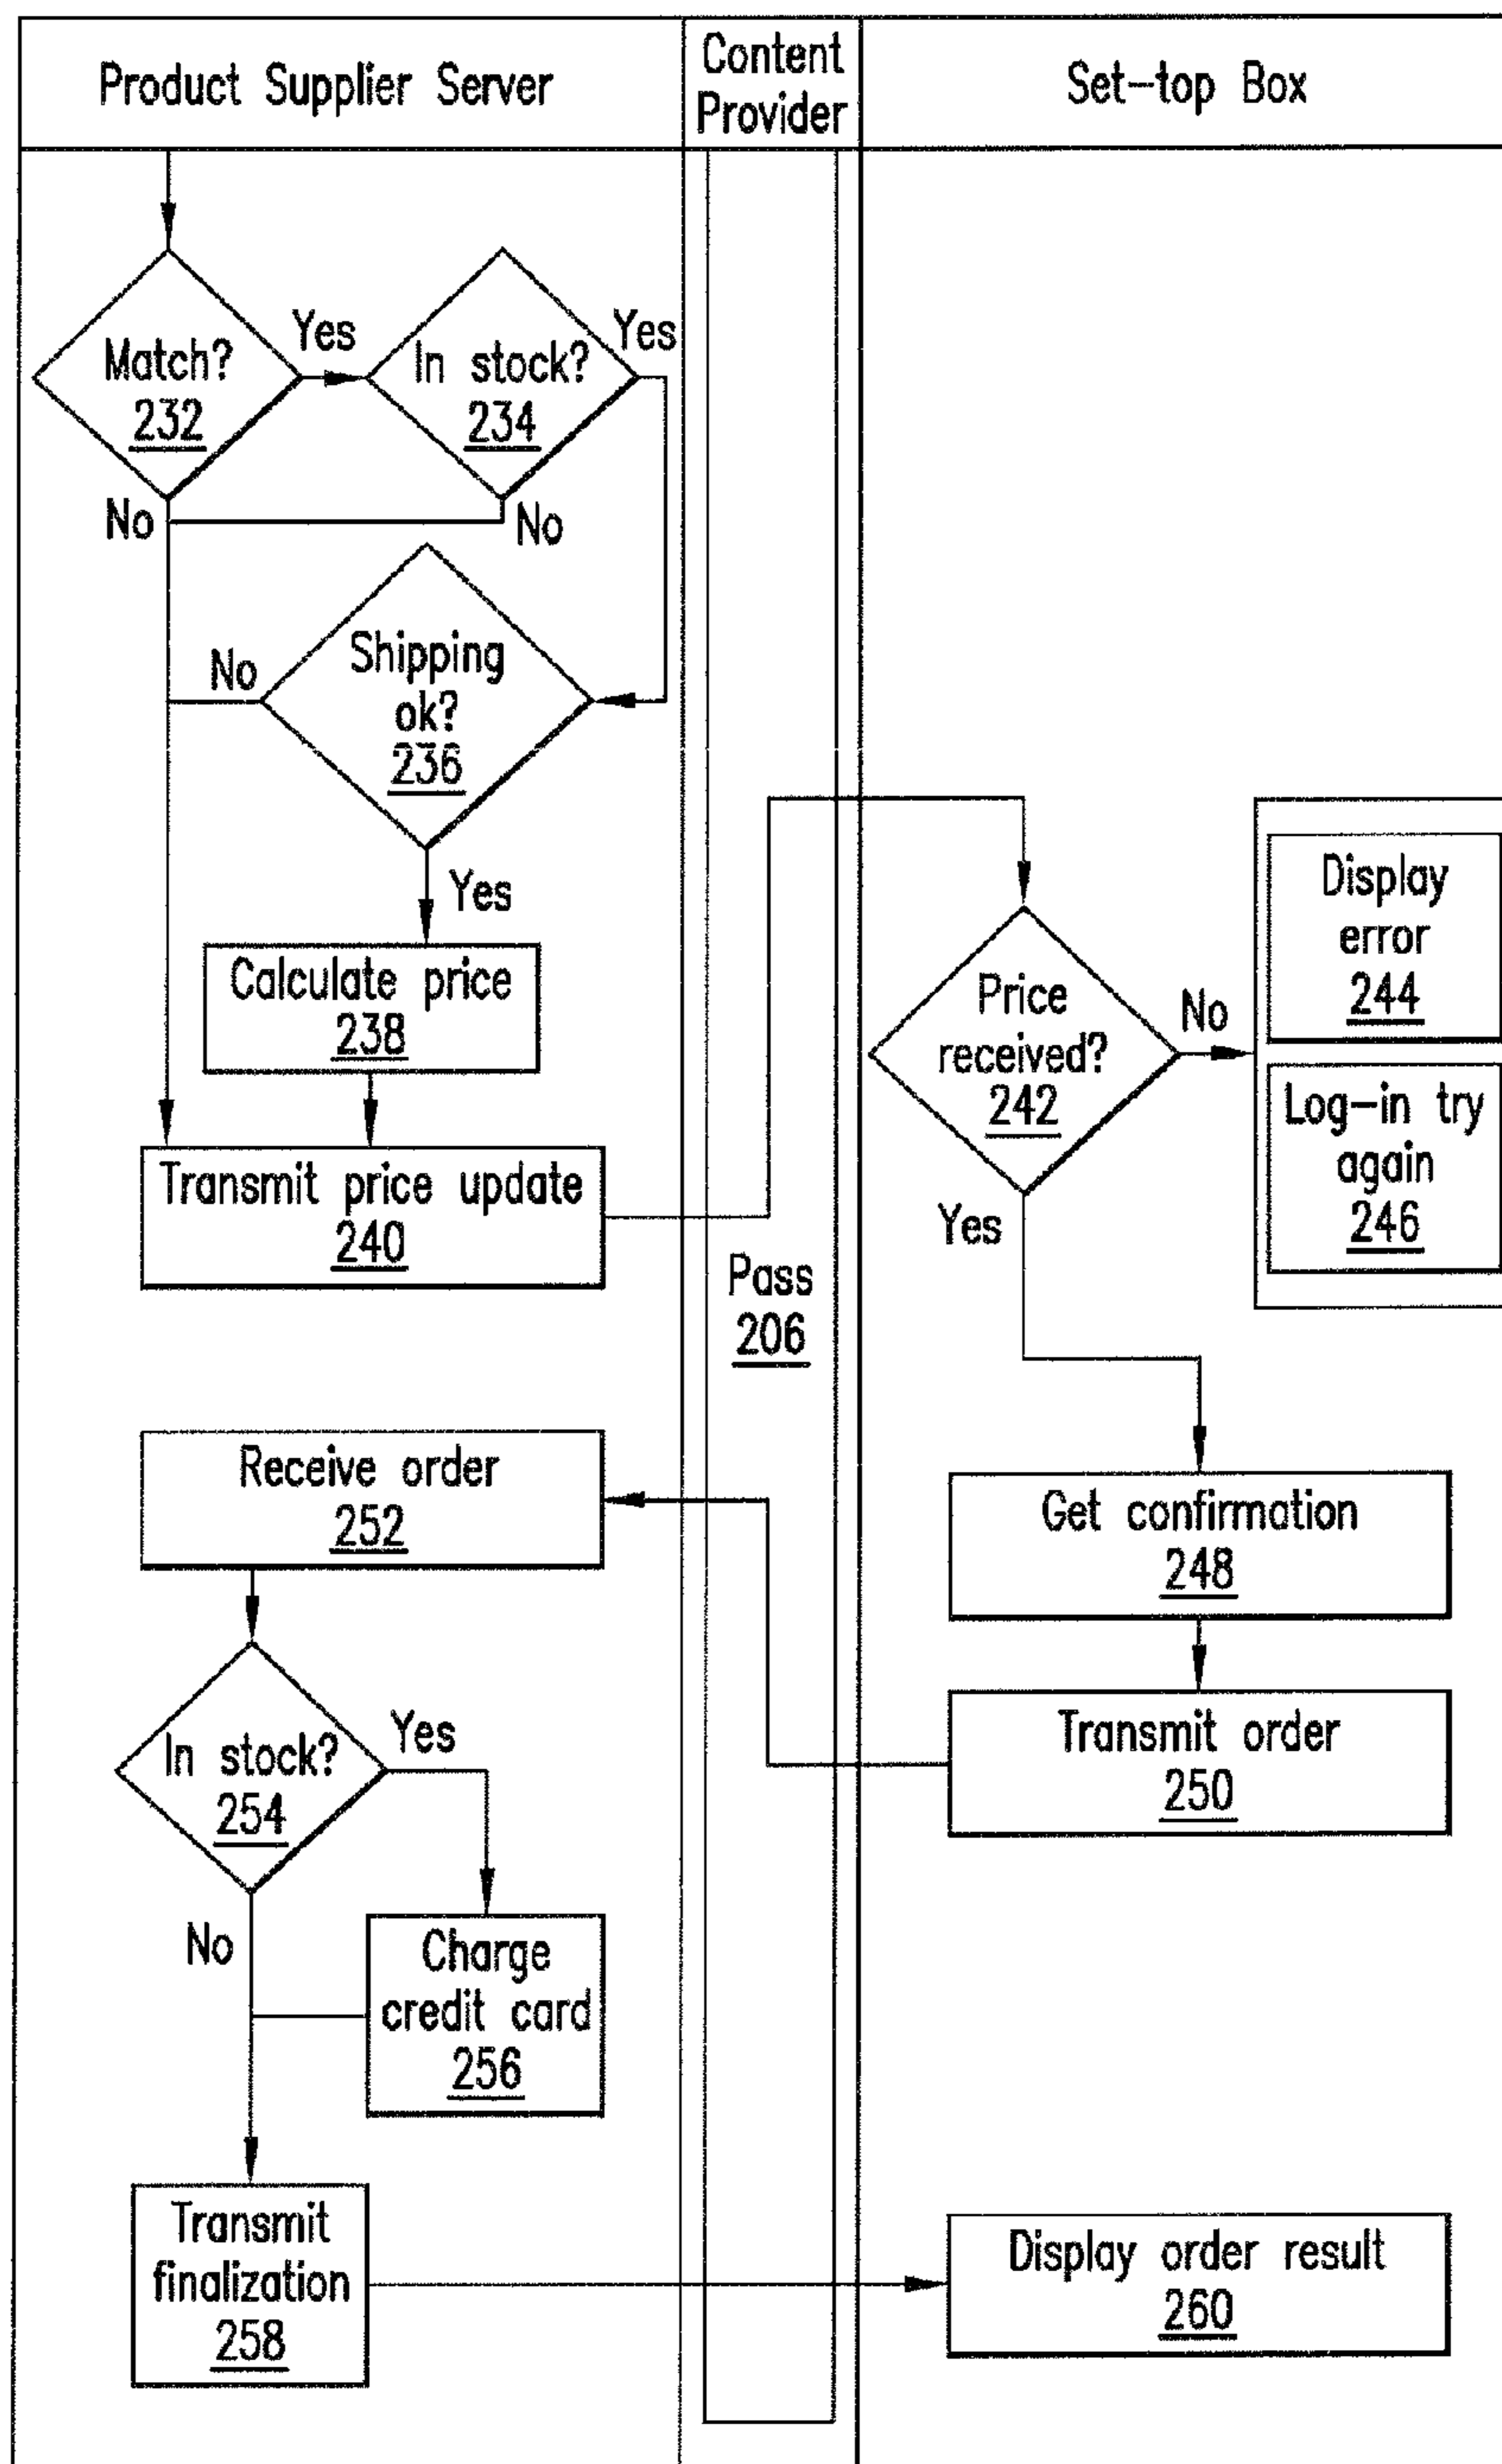 Product Supplier Server
Content
Provider
Set-top Box
Match?
232
Yes
In stock?
234
Yes
No
No
Shipping
ok?
236
No
Yes
Calculate price
238
Transmit price update
240
Pass
206
Price
received?
242
No
Yes
Display
error
244
Log-in try
again
246
Get confirmation
248
Transmit order
250
Receive order
252
In stock?
254
Yes
No
Charge
credit card
256
Transmit
finalization
258
Display order result
260